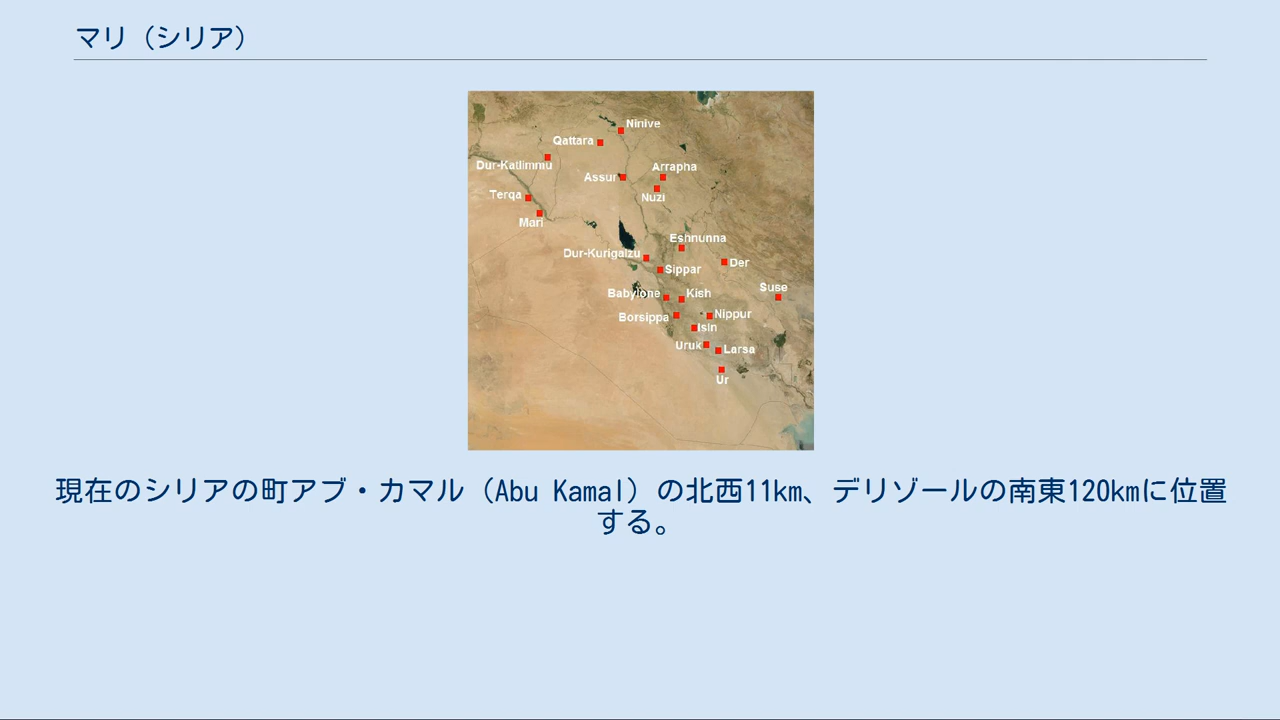 マリ（シリア）
Ninive
Qattara
Dur-Katlimmu
Arrapha
Assur
Terqa
Nuzi
Mari
Eshnunna
Dur-Kurigalzu
Der
Sippar
Suse
Babylone
Kish
Borsippa
Nippur
Isin
Uruk
Larsa
Ur
現在のシリアの町アブ・カマル（Abu Kamal）の北西11km、デリゾールの南東120kmに位置
する。